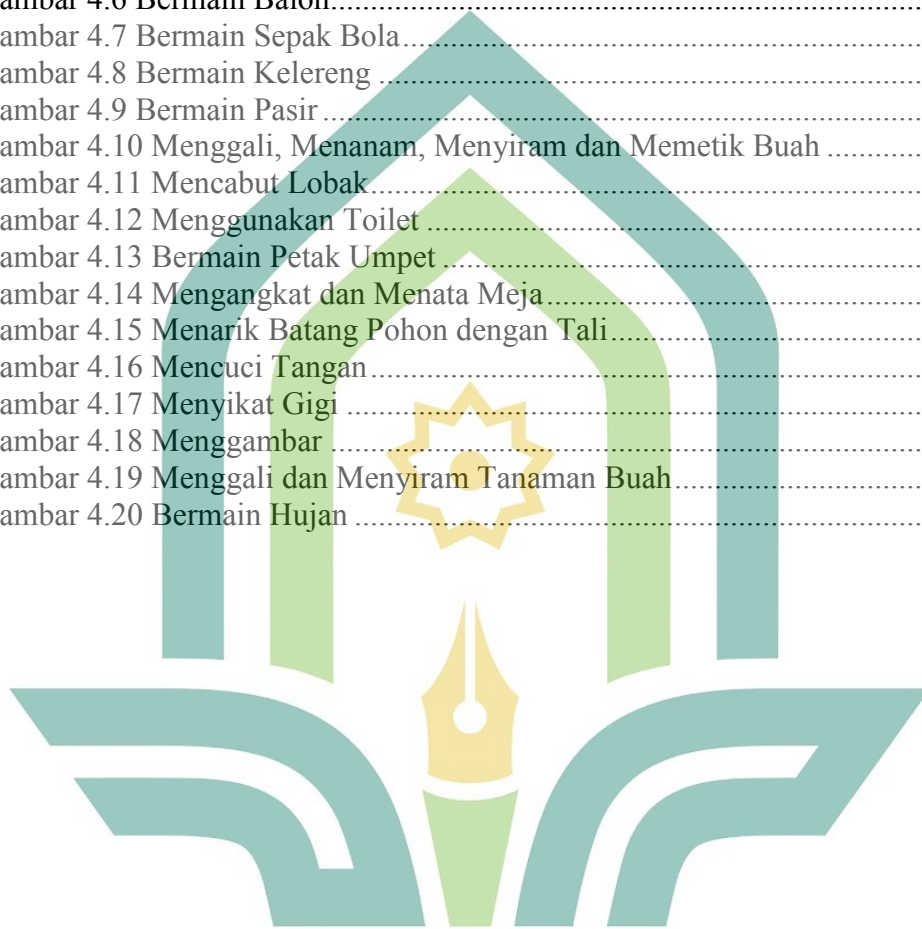 ambar 4.6 Bermain Balon....................................................................................
ambar 4.7 Bermain Sepak Bola..........................................................................
ambar 4.8 Bermain Kelereng ..............................................................................
ambar 4.9 Bermain Pasir .....................................................................................
ambar 4.10 Menggali, Menanam, Menyiram dan Memetik Buah ............
ambar 4.11 Mencabut Lobak...............................................................................
ambar 4.12 Menggunakan Toilet .......................................................................
ambar 4.13 Bermain Petak Umpet .....................................................................
ambar 4.14 Mengangkat dan Menata Meja......................................................
ambar 4.15 Menarik Batang Pohon dengan Tali.............................................
ambar 4.16 Mencuci Tangan...............................................................................
ambar 4.17 Menyikat Gigi ..................................................................................
ambar 4.18 Menggambar ....................................................................................
ambar 4.19 Menggali dan Menyiram Tanaman Buah...................................
ambar 4.20 Bermain Hujan .................................................................................